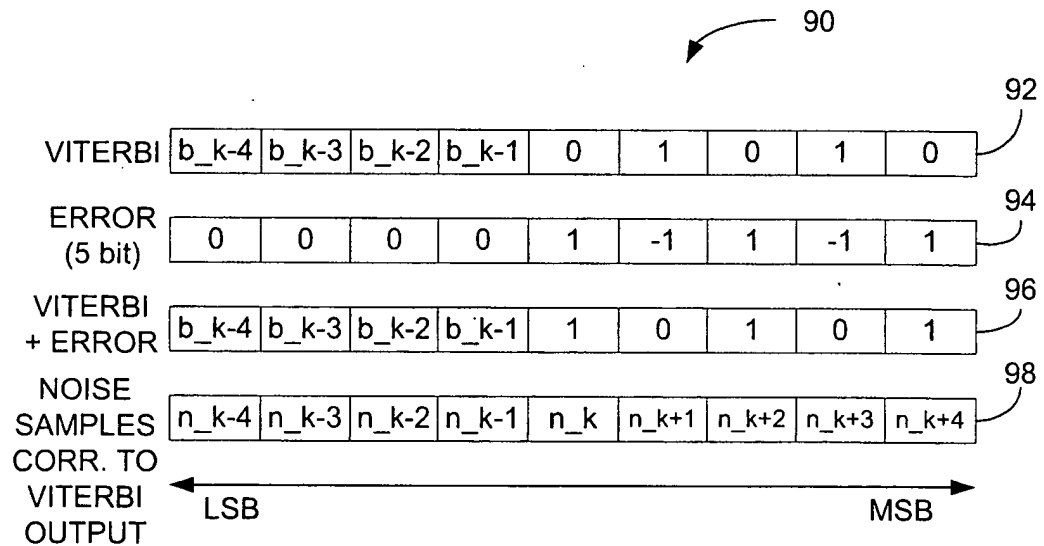 90
92
VITERBI b_k-4 b_k-3 b_k-2 b_k-1 0 1 0 1 0
94
ERROR
(5 bit)
0 0 0 0 1 -1 1 -1 1
96
VITERBI
+ ERROR
b_k-4 b_k-3 b_k-2 b_k-1 1 0 1 0 1
98
NOISE
SAMPLES
CORR. TO
VITERBI
OUTPUT
n_k-4 n_k-3 n_k-2 n_k-1 n_k n_k+1 n_k+2 n_k+3 n_k+4
LSB MSB